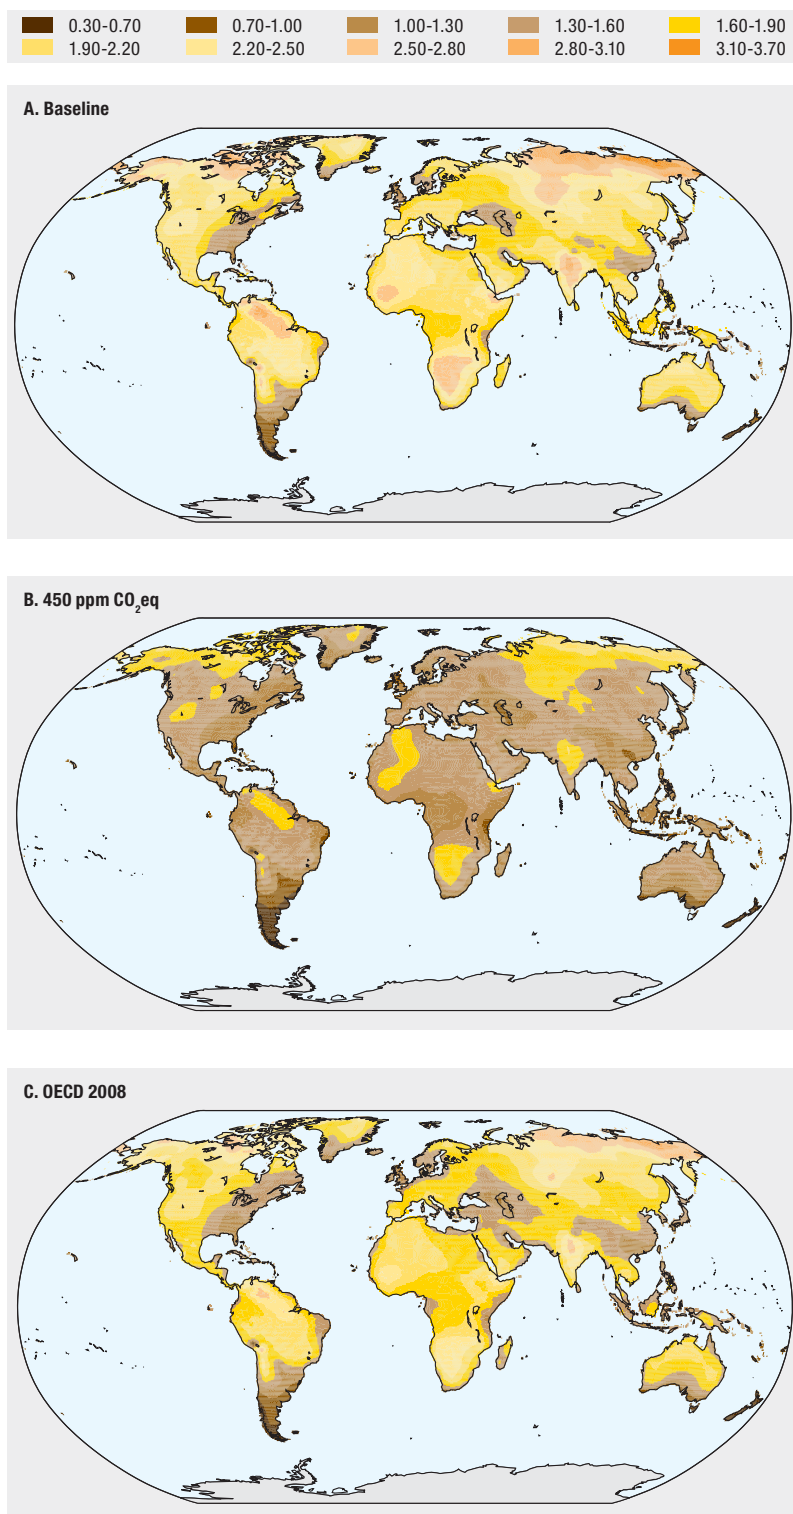 0.30-0.70 0.70-1.00 1.00-1.30 1.30-1.60 1.60-1.90
1.90-2.20 2.20-2.50 2.50-2.80 2.80-3.10 3.10-3.70
A. Baseline
B. 450 ppm CO₂eq
C. OECD 2008